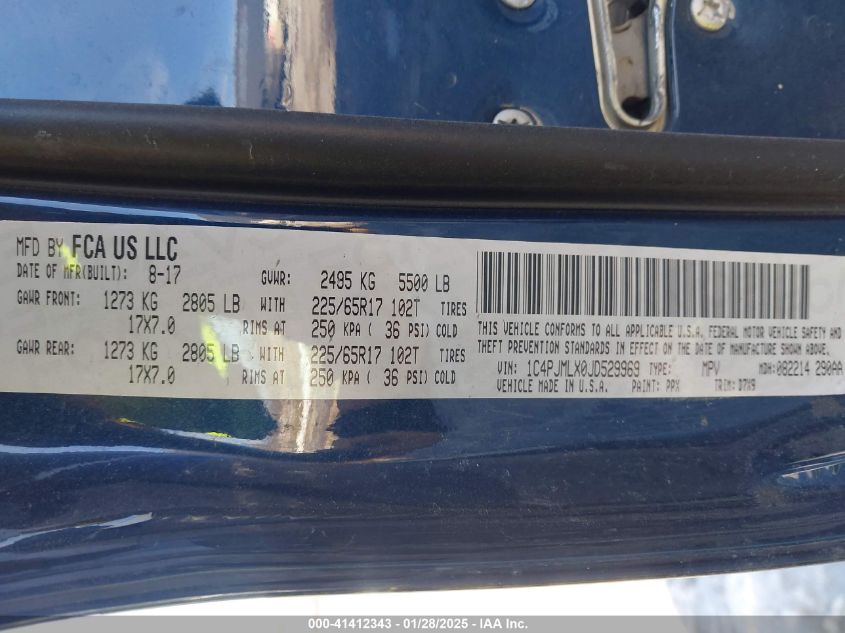 MFD BY FCA US LLC
DATE OF MFR(BUILT): 8-17 GVWR: 2495 KG 5500 LB
GAWR FRONT: 1273 KG 2805 LB WITH 225/65R17 102T TIRES
17X7.0 RIMS AT 250 KPA ( 36 PSI) COLD
GAWR REAR: 1273 KG 2805 LB WITH 225/65R17 102T TIRES
17X7.0 RIMS AT 250 KPA ( 36 PSI) COLD
THIS VEHICLE CONFORMS TO ALL APPLICABLE U.S.A. FEDERAL MOTOR VEHICLE SAFETY AND
THEFT PREVENTION STANDARDS IN EFFECT ON THE DATE OF MANUFACTURE SHOWN ABOVE.
VIN: 1C4PJMLX0JD529969 TYPE: MPV MDH: 082214 290AA
VEHICLE MADE IN U.S.A. PAINT: PPX TRIM: D7X9
000-41412343 - 01/28/2025 - IAA Inc.